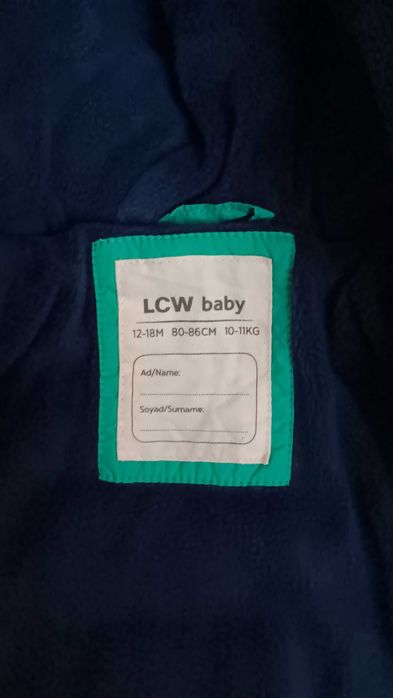 LCW baby
12-18M 80-86CM 10-11KG
Ad/Name:
Soyad/Surname: